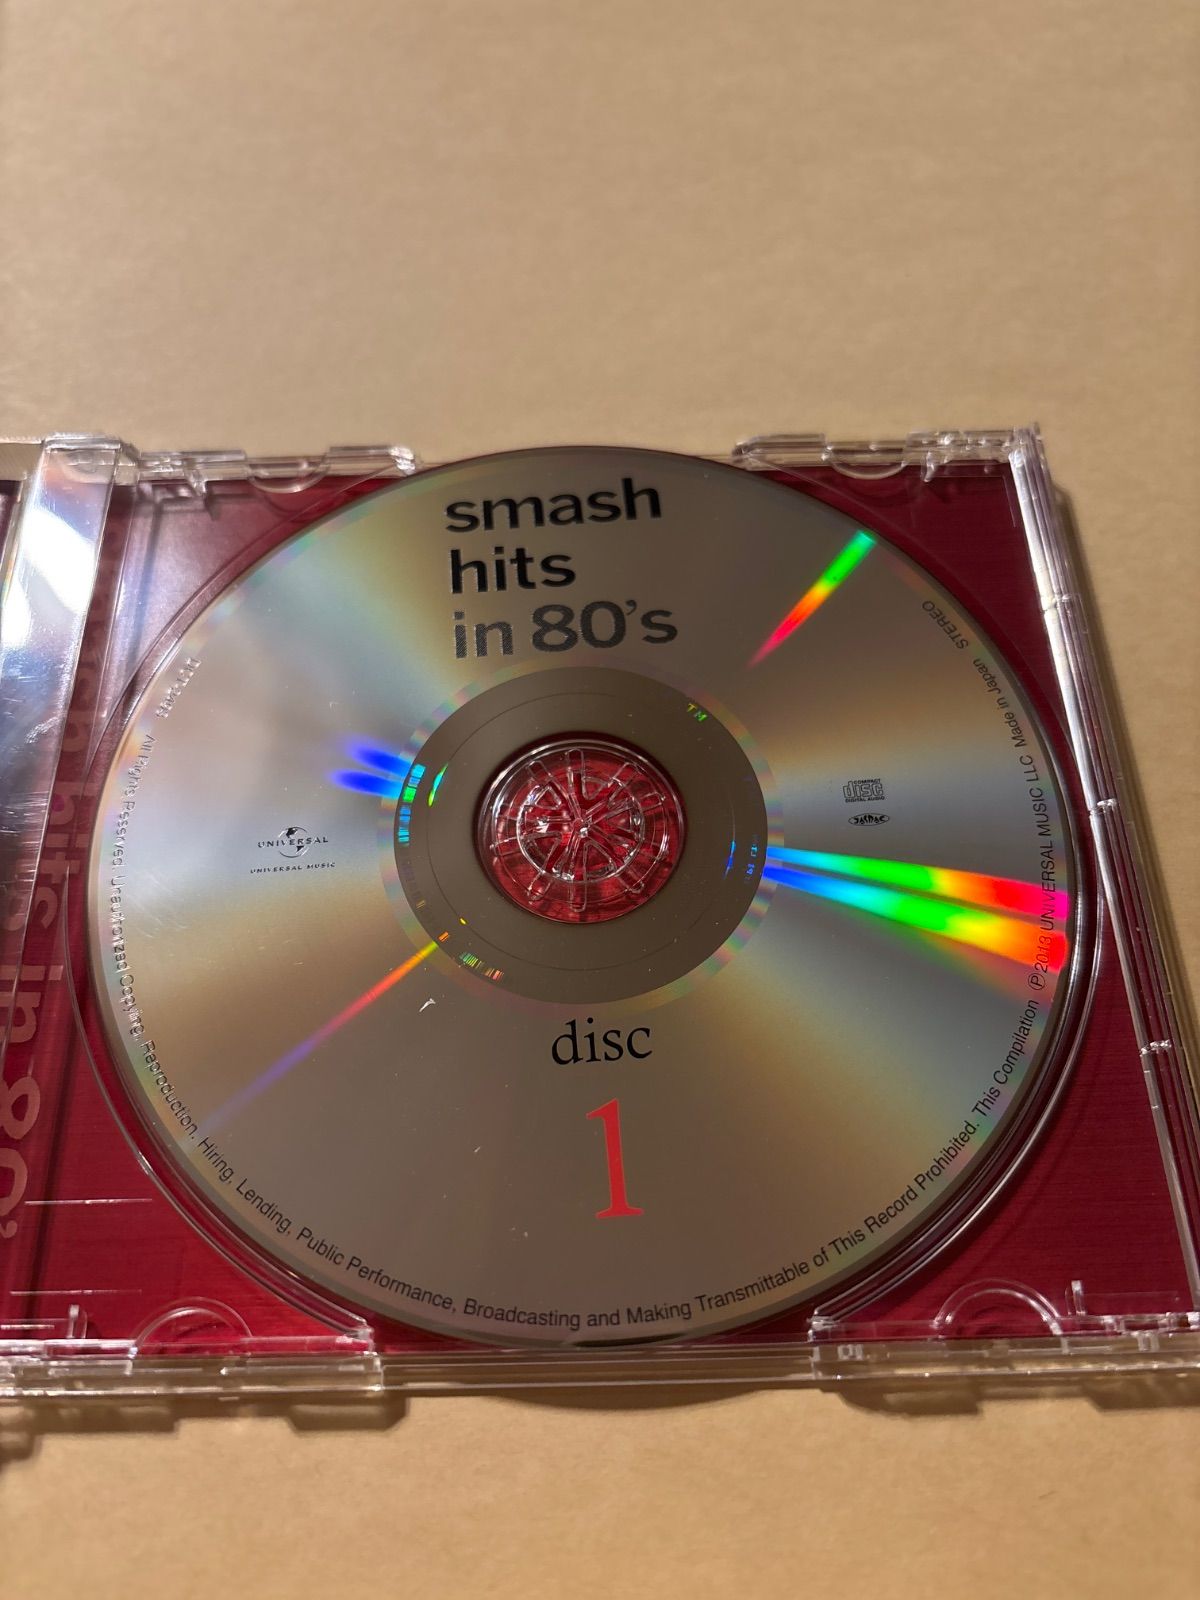 smash
hits
in 80's
STEREO
Made in Japan
TM
COMPACT
disc
DIGITAL AUDIO
JASRAC
UNIVERSAL
UNIVERSAL MUSIC
disc
1
All Rights Reserved. Unauthorized Copying, Reproduction, Hiring, Lending, Public Performance, Broadcasting and Making Transmittable of This Record Prohibited. This Compilation ℗2013 UNIVERSAL MUSIC LLC